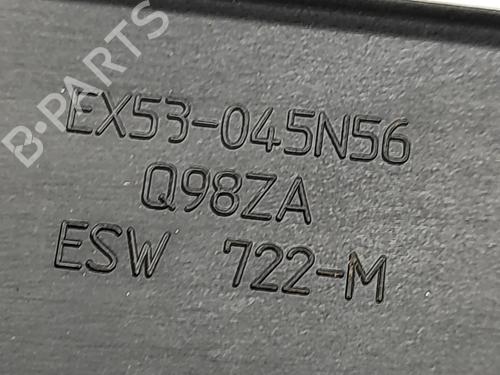 B-PARTS
EX53-045N56
Q98ZA
ESW 722-M